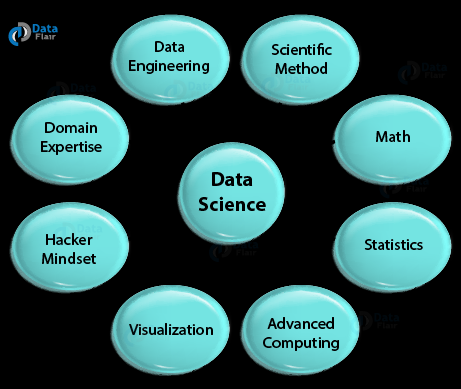 Data
Flair
Data
Engineering
Scientific
Method
Domain
Expertise
Math
Data
Science
Hacker
Mindset
Statistics
Visualization
Advanced
Computing